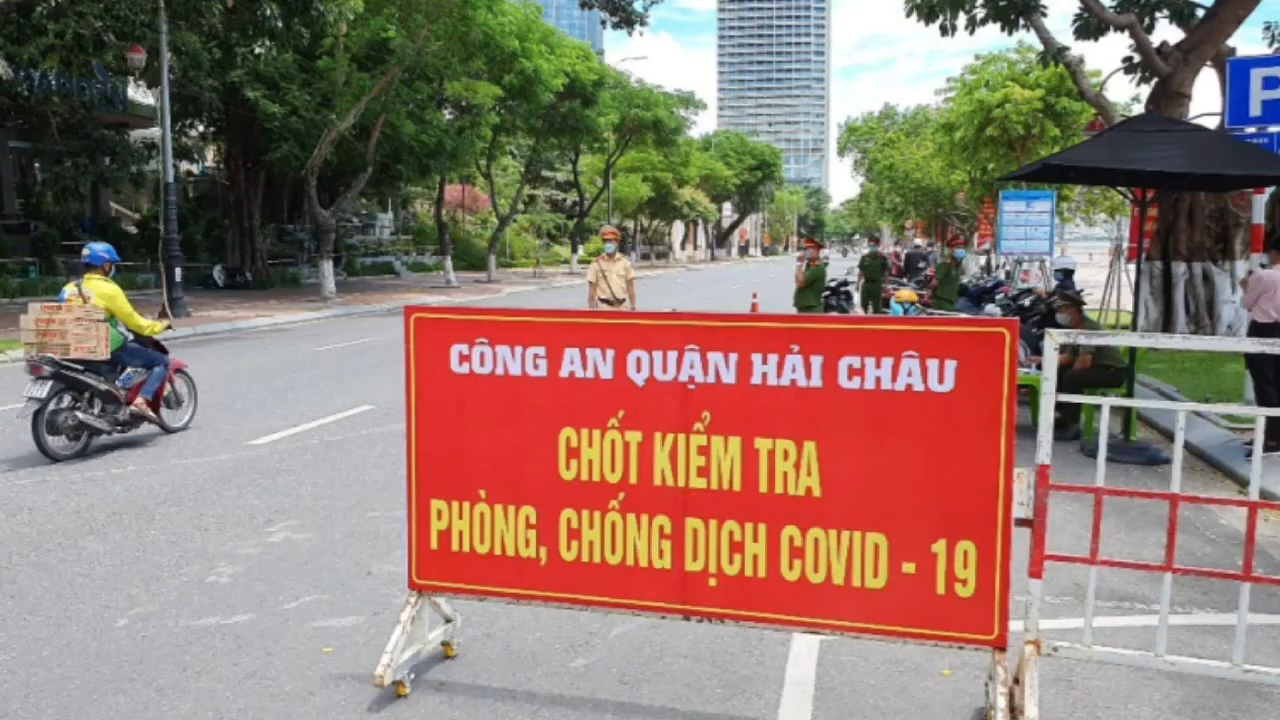 CÔNG AN QUẬN HẢI CHÂU
CHỐT KIỂM TRA
PHÒNG, CHỐNG DỊCH COVID - 19
P